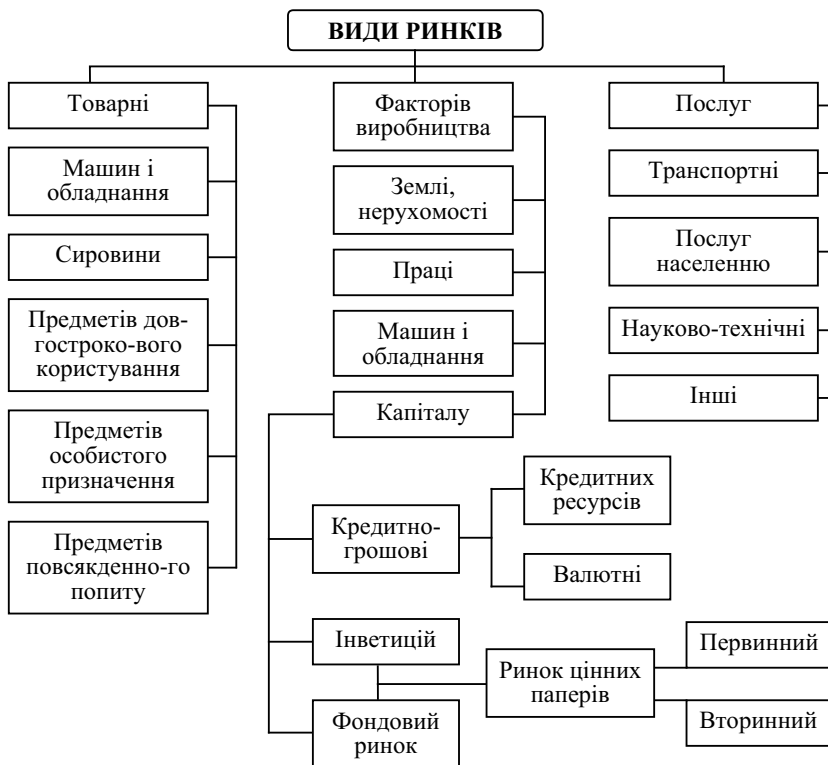 ВИДИ РИНКІВ
Товарні
Машин і
обладнання
Сировини
Предметів дов-
гостроко-вого
користування
Предметів
особистого
призначення
Предметів
повсякденно-го
попиту
Факторів
виробництва
Землі,
нерухомості
Праці
Машин і
обладнання
Капіталу
Кредитно-
грошові
Кредитних
ресурсів
Валютні
Інветицій
Фондовий
ринок
Ринок цінних
паперів
Первинний
Вторинний
Послуг
Транспортні
Послуг
населенню
Науково-технічні
Інші